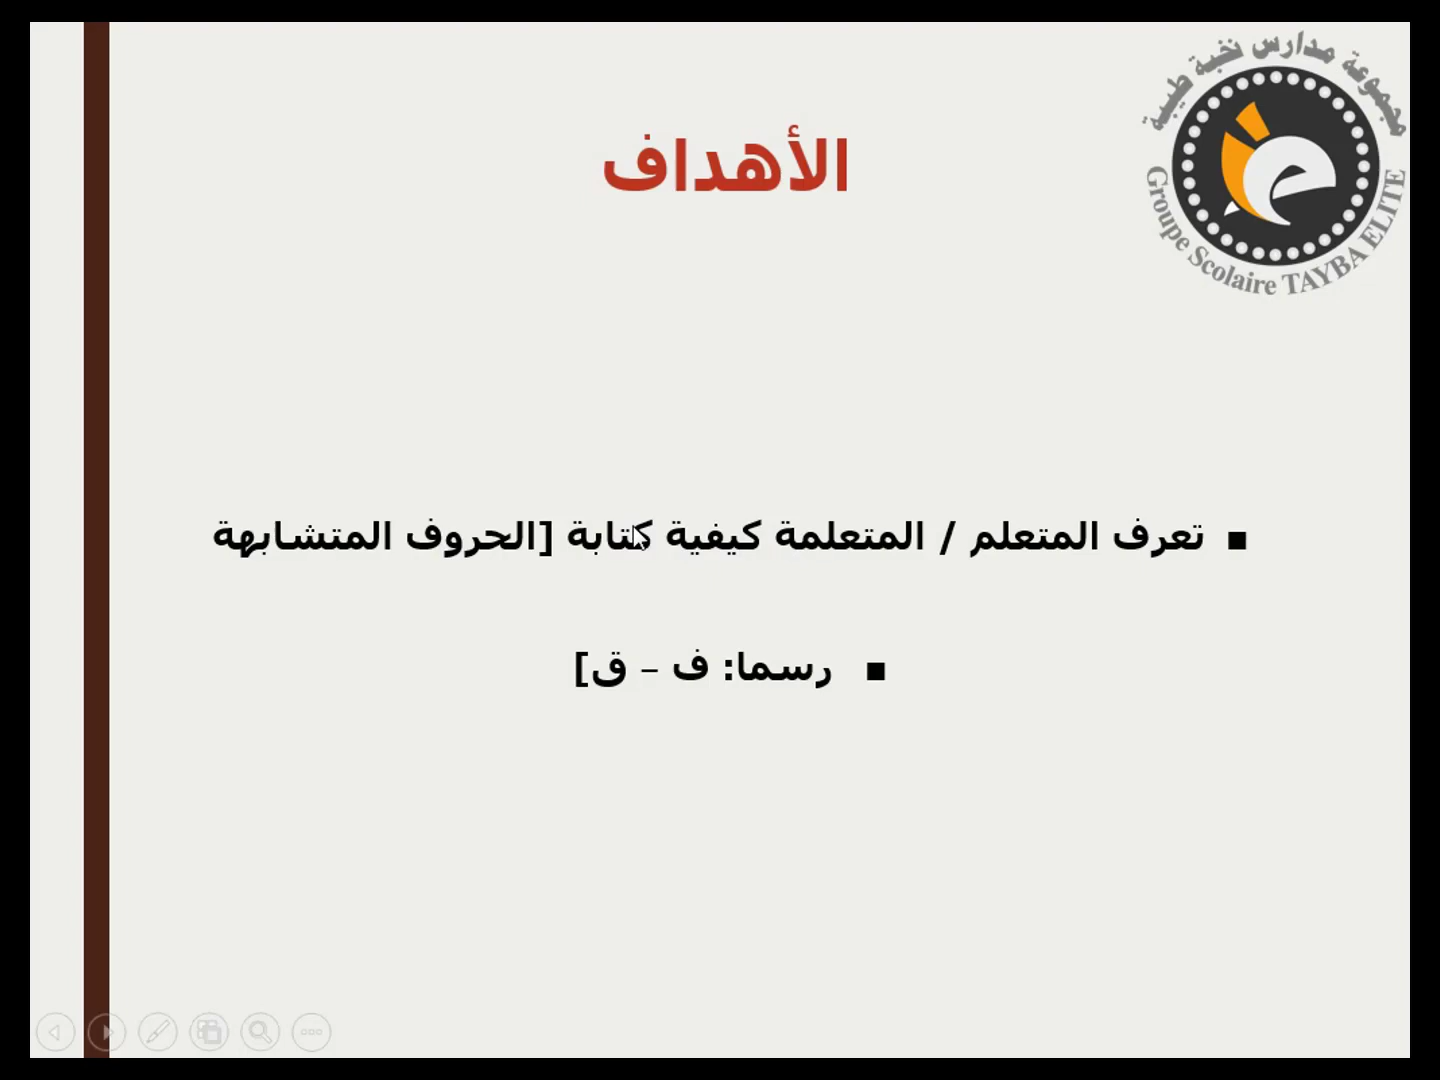 مجموعة مدارس نخبة طيبة
Groupe Scolaire TAYBA ELITE
الأهداف
▪ تعرف المتعلم / المتعلمة كيفية كتابة [الحروف المتشابهة
▪ رسما: ف – ق]